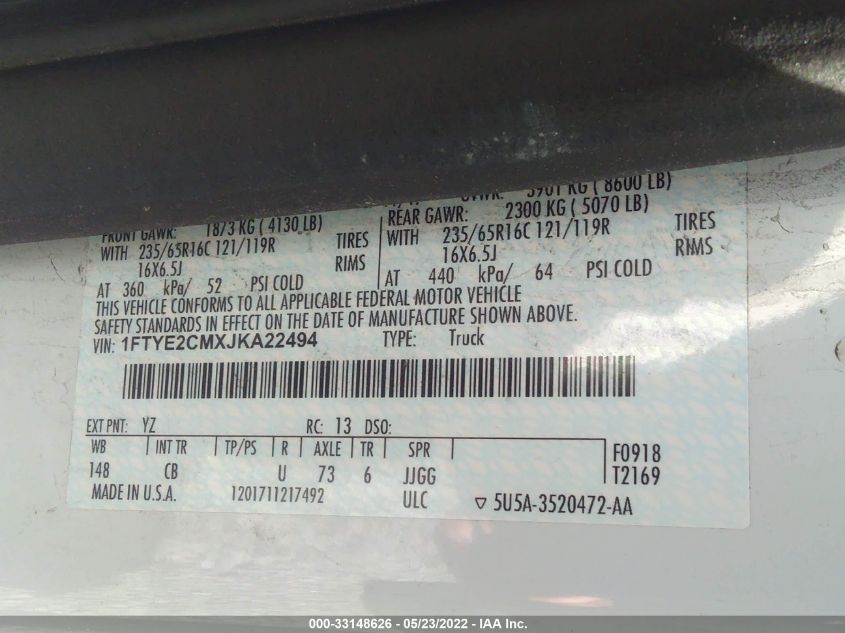 GVWR: 3901 KG ( 8600 LB)
FRONT GAWR: 1873 KG ( 4130 LB) REAR GAWR: 2300 KG ( 5070 LB)
WITH 235/65R16C 121/119R TIRES WITH 235/65R16C 121/119R TIRES
16X6.5J RIMS 16X6.5J RIMS
AT 360 kPa/ 52 PSI COLD AT 440 kPa/ 64 PSI COLD
THIS VEHICLE CONFORMS TO ALL APPLICABLE FEDERAL MOTOR VEHICLE
SAFETY STANDARDS IN EFFECT ON THE DATE OF MANUFACTURE SHOWN ABOVE.
VIN: 1FTYE2CMXJKA22494 TYPE: Truck
EXT PNT: YZ RC: 13 DSO:
WB INT TR TP/PS R AXLE TR SPR F0918
148 CB U 73 6 JJGG T2169
MADE IN U.S.A. 1201711217492 ULC ▽ 5U5A-3520472-AA
000-33148626 - 05/23/2022 - IAA Inc.